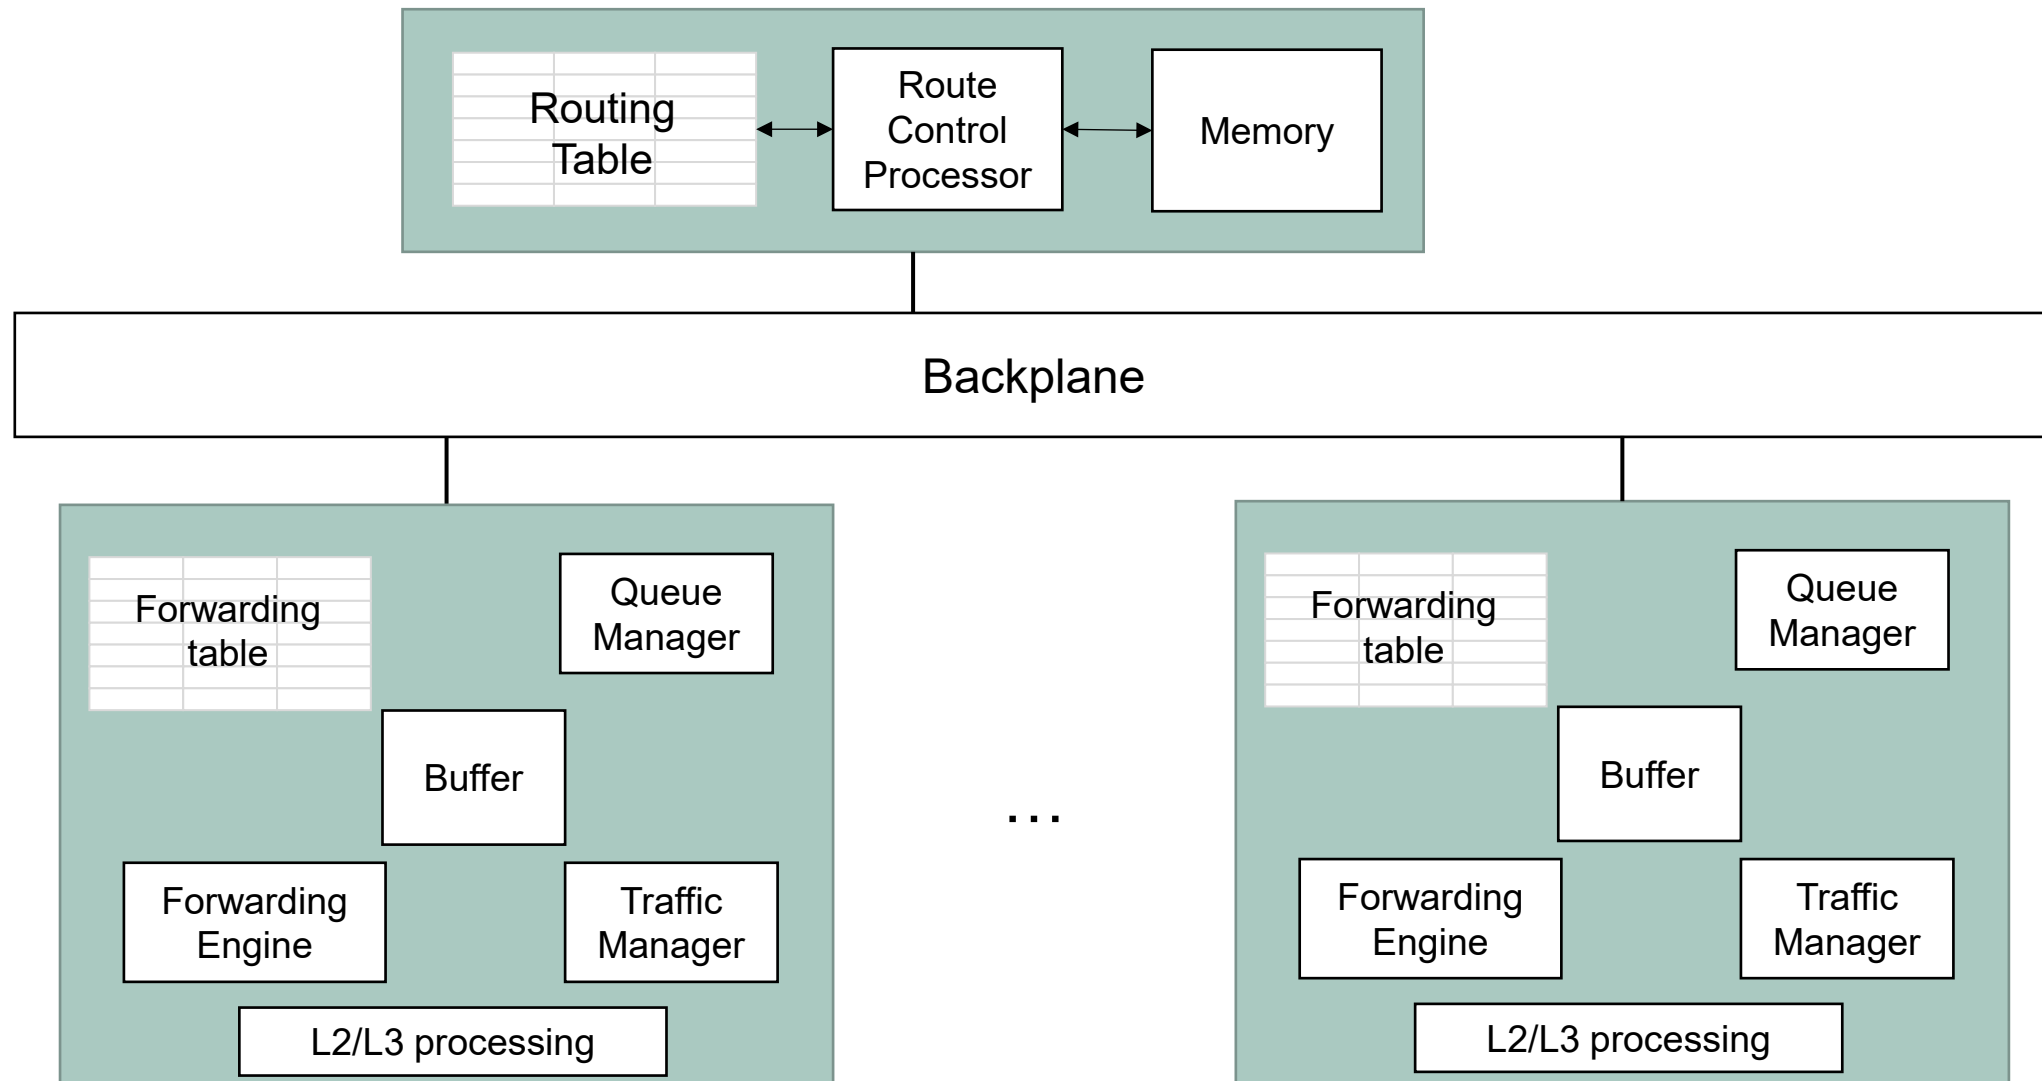 Routing
Table
Route
Control
Processor
Memory
Backplane
Forwarding
table
Queue
Manager
Buffer
Forwarding
Engine
Traffic
Manager
L2/L3 processing
…
Forwarding
table
Queue
Manager
Buffer
Forwarding
Engine
Traffic
Manager
L2/L3 processing